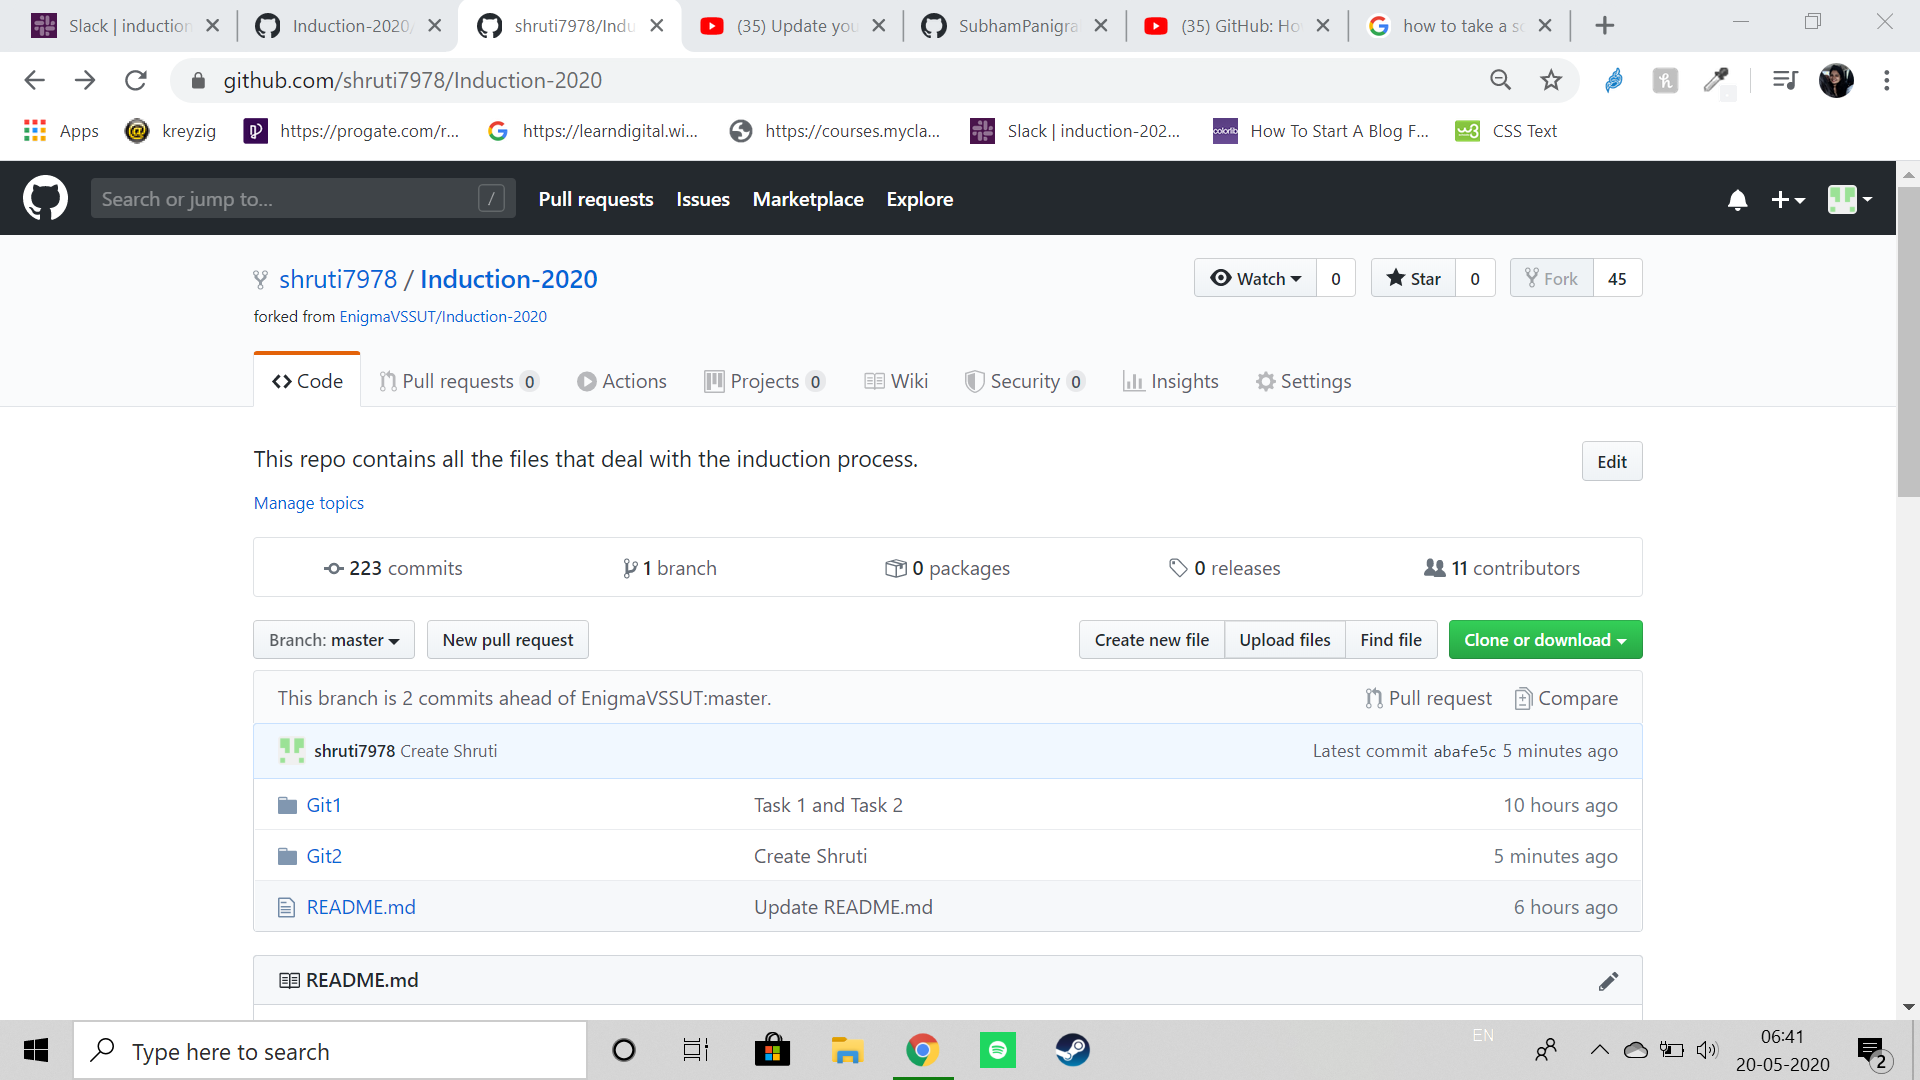 Slack | induction
Induction-2020/
shruti7978/Indu
(35) Update you
SubhamPanigra
(35) GitHub: Ho
how to take a sc
github.com/shruti7978/Induction-2020
Apps
kreyzig
https://progate.com/r...
https://learndigital.wi...
https://courses.mycla...
Slack | induction-202...
colorlib
How To Start A Blog F...
CSS Text
Search or jump to...
/
Pull requests
Issues
Marketplace
Explore
shruti7978 / Induction-2020
Watch
0
Star
0
Fork
45
forked from EnigmaVSSUT/Induction-2020
Code
Pull requests 0
Actions
Projects 0
Wiki
Security 0
Insights
Settings
This repo contains all the files that deal with the induction process.
Edit
Manage topics
223 commits
1 branch
0 packages
0 releases
11 contributors
Branch: master
New pull request
Create new file
Upload files
Find file
Clone or download
This branch is 2 commits ahead of EnigmaVSSUT:master.
Pull request
Compare
shruti7978 Create Shruti
Latest commit abafe5c 5 minutes ago
Git1
Task 1 and Task 2
10 hours ago
Git2
Create Shruti
5 minutes ago
README.md
Update README.md
6 hours ago
README.md
Type here to search
EN
06:41
20-05-2020
2